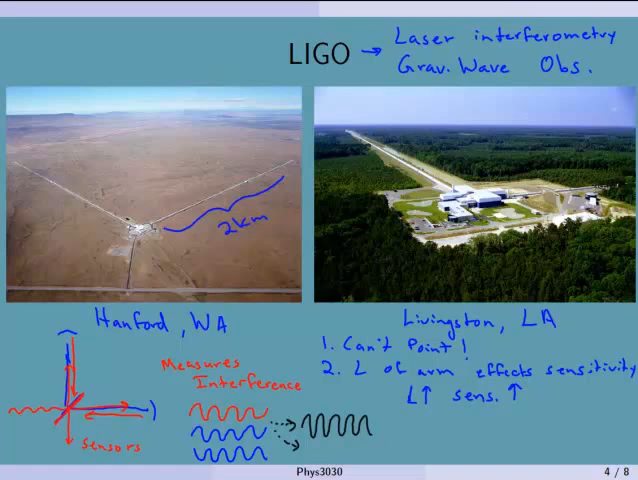 LIGO → Laser interferometry
Grav. Wave Obs.
2km
Hanford, WA
Livingston, LA
1. Can't Point!
2. L of arm effects sensitivity
L↑ sens. ↑
Measures
Interference
sensors
Phys3030
4 / 8